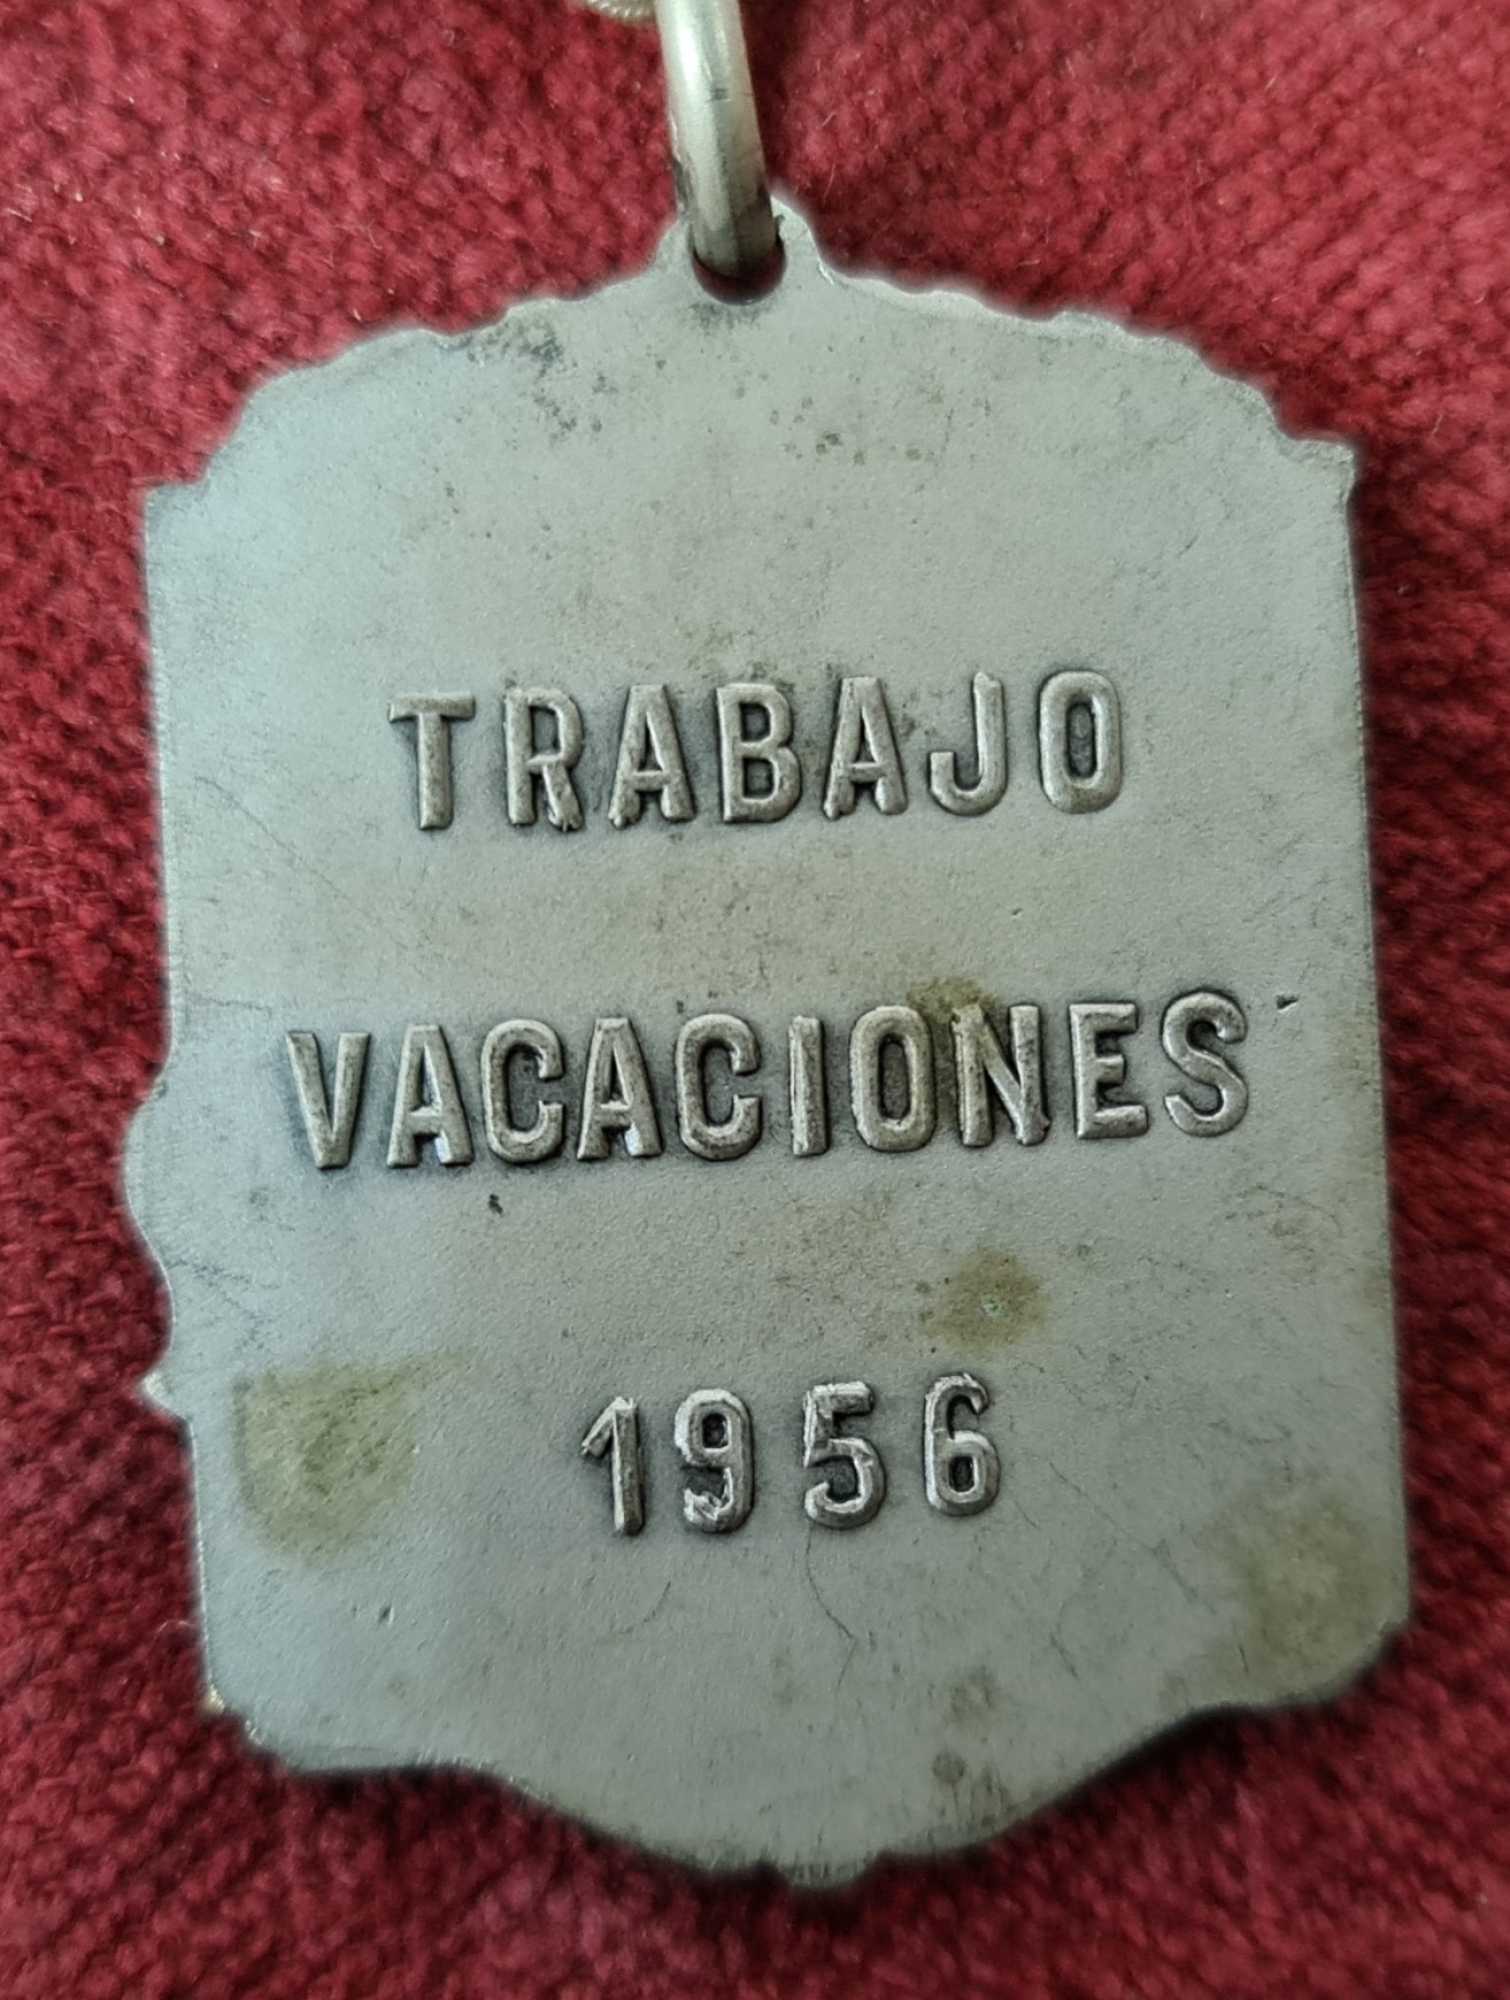 TRABAJO
VACACIONES
1956